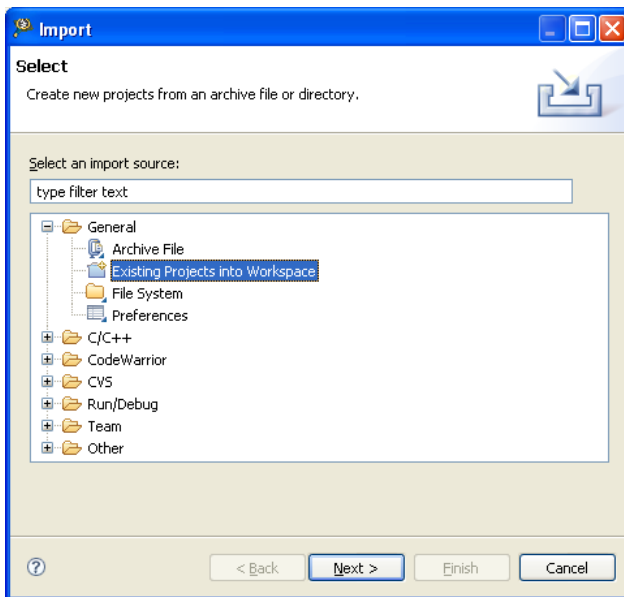 Import
Select
Create new projects from an archive file or directory.
Select an import source:
type filter text
General
Archive File
Existing Projects into Workspace
File System
Preferences
C/C++
CodeWarrior
CVS
Run/Debug
Team
Other
? < Back Next > Finish Cancel